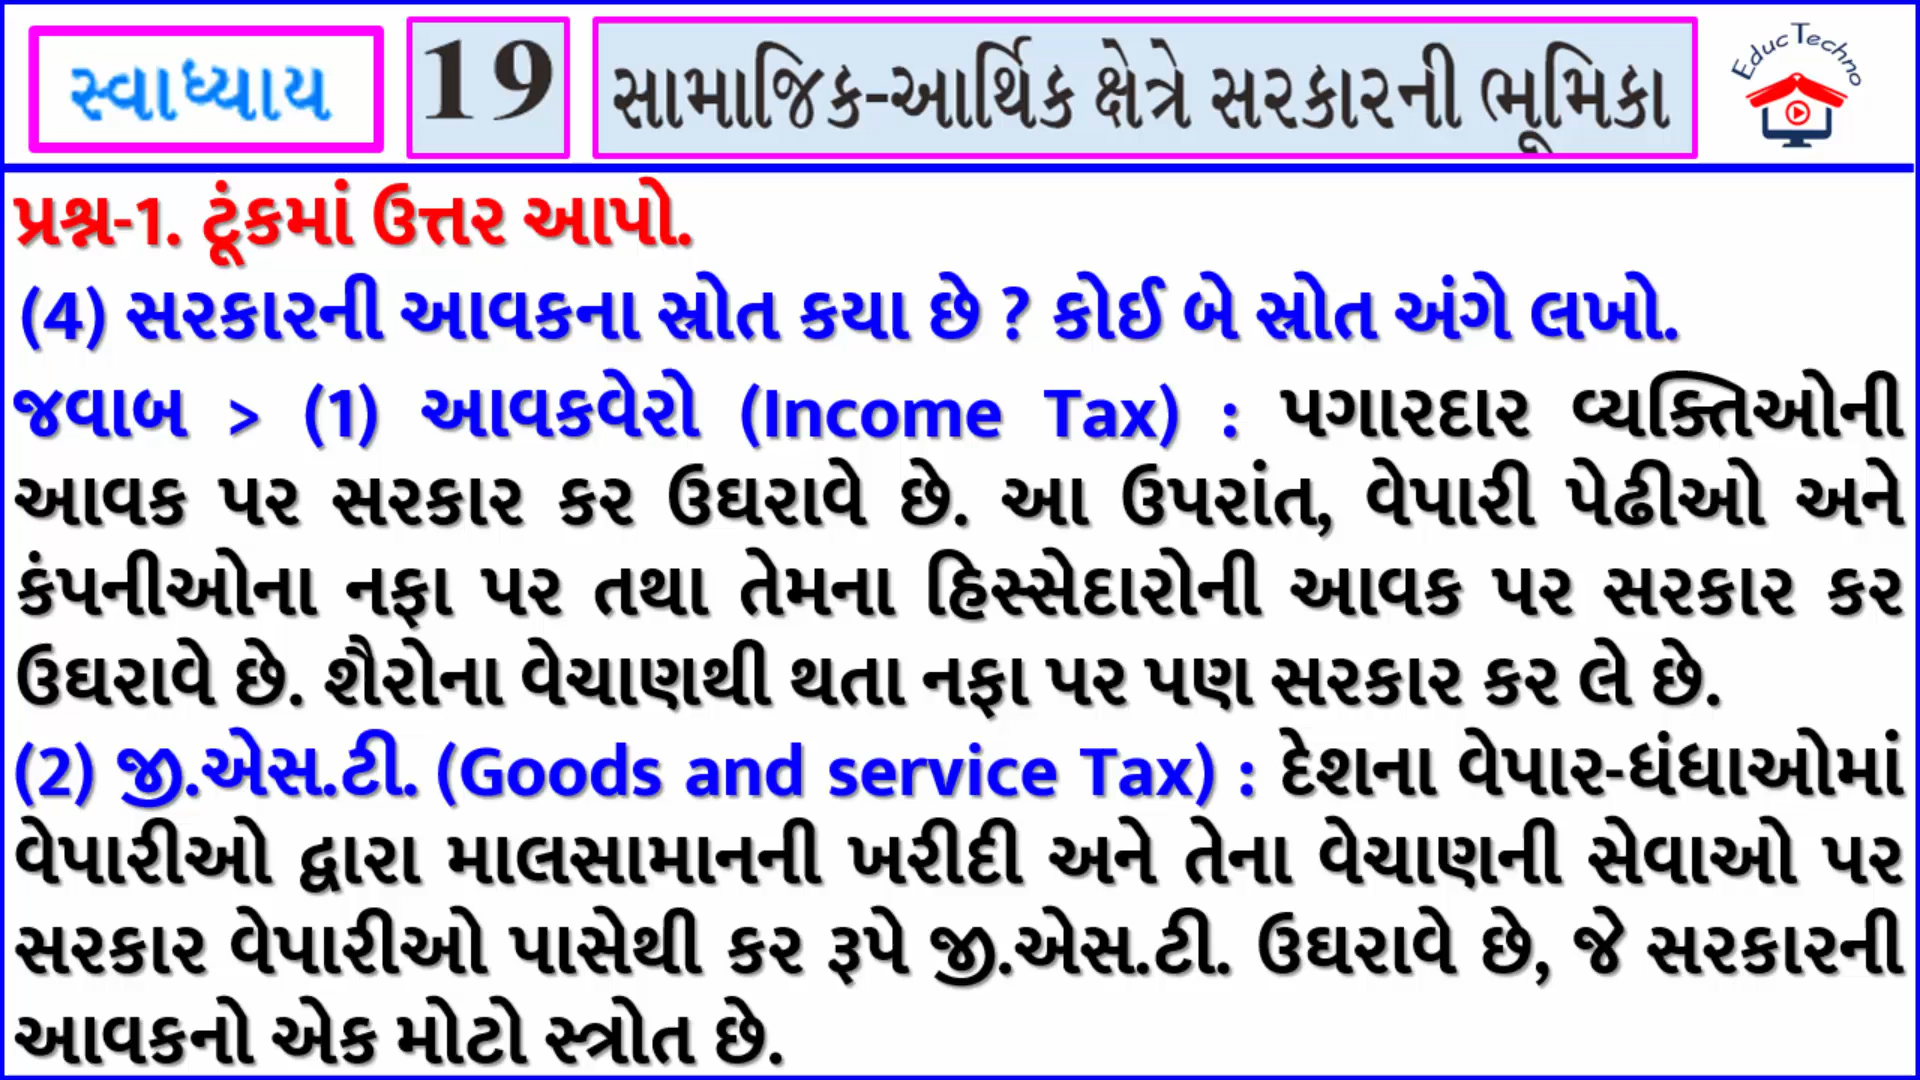 સ્વાધ્યાય
19
સામાજિક-આર્થિક ક્ષેત્રે સરકારની ભૂમિકા
EducTechno
પ્રશ્ન-1. ટૂંકમાં ઉત્તર આપો.
(4) સરકારની આવકના સ્રોત કયા છે ? કોઈ બે સ્રોત અંગે લખો.
જવાબ > (1) આવકવેરો (Income Tax) : પગારદાર વ્યક્તિઓની
આવક પર સરકાર કર ઉઘરાવે છે. આ ઉપરાંત, વેપારી પેઢીઓ અને
કંપનીઓના નફા પર તથા તેમના હિસ્સેદારોની આવક પર સરકાર કર
ઉઘરાવે છે. શૈરોના વેચાણથી થતા નફા પર પણ સરકાર કર લે છે.
(2) જી.એસ.ટી. (Goods and service Tax) : દેશના વેપાર-ધંધાઓમાં
વેપારીઓ દ્વારા માલસામાનની ખરીદી અને તેના વેચાણની સેવાઓ પર
સરકાર વેપારીઓ પાસેથી કર રૂપે જી.એસ.ટી. ઉઘરાવે છે, જે સરકારની
આવકનો એક મોટો સ્ત્રોત છે.